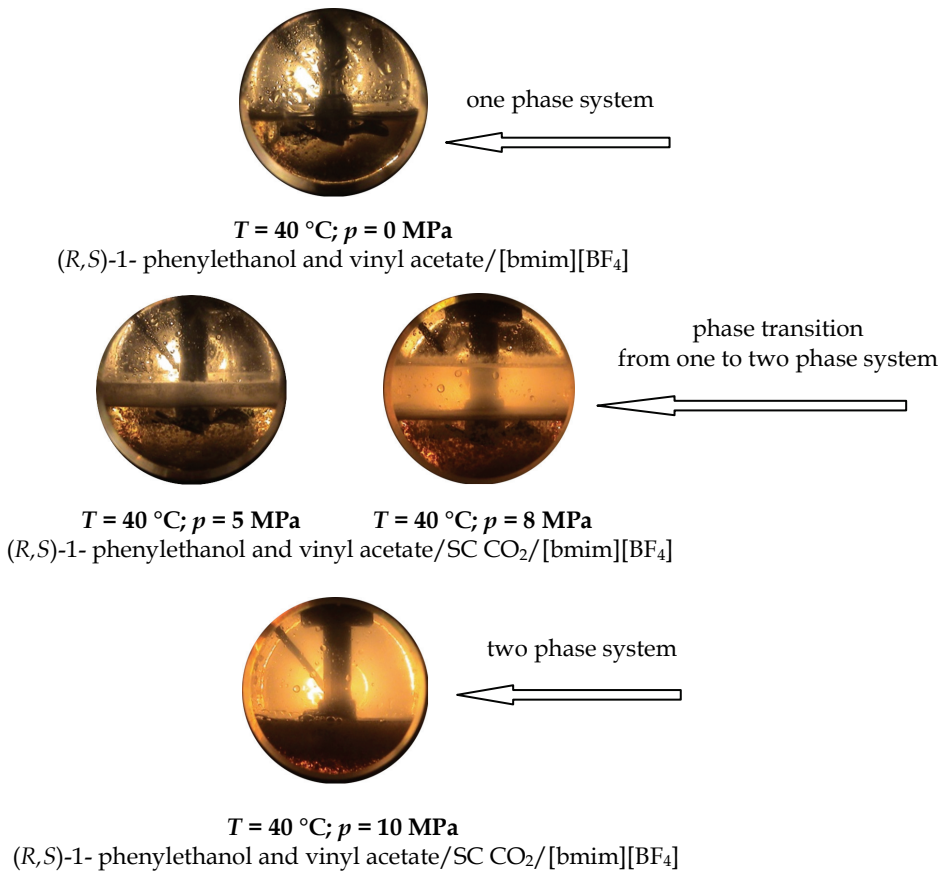 one phase system
T = 40 °C; p = 0 MPa
(R,S)-1- phenylethanol and vinyl acetate/[bmim][BF₄]
phase transition
from one to two phase system
T = 40 °C; p = 5 MPa
T = 40 °C; p = 8 MPa
(R,S)-1- phenylethanol and vinyl acetate/SC CO₂/[bmim][BF₄]
two phase system
T = 40 °C; p = 10 MPa
(R,S)-1- phenylethanol and vinyl acetate/SC CO₂/[bmim][BF₄]